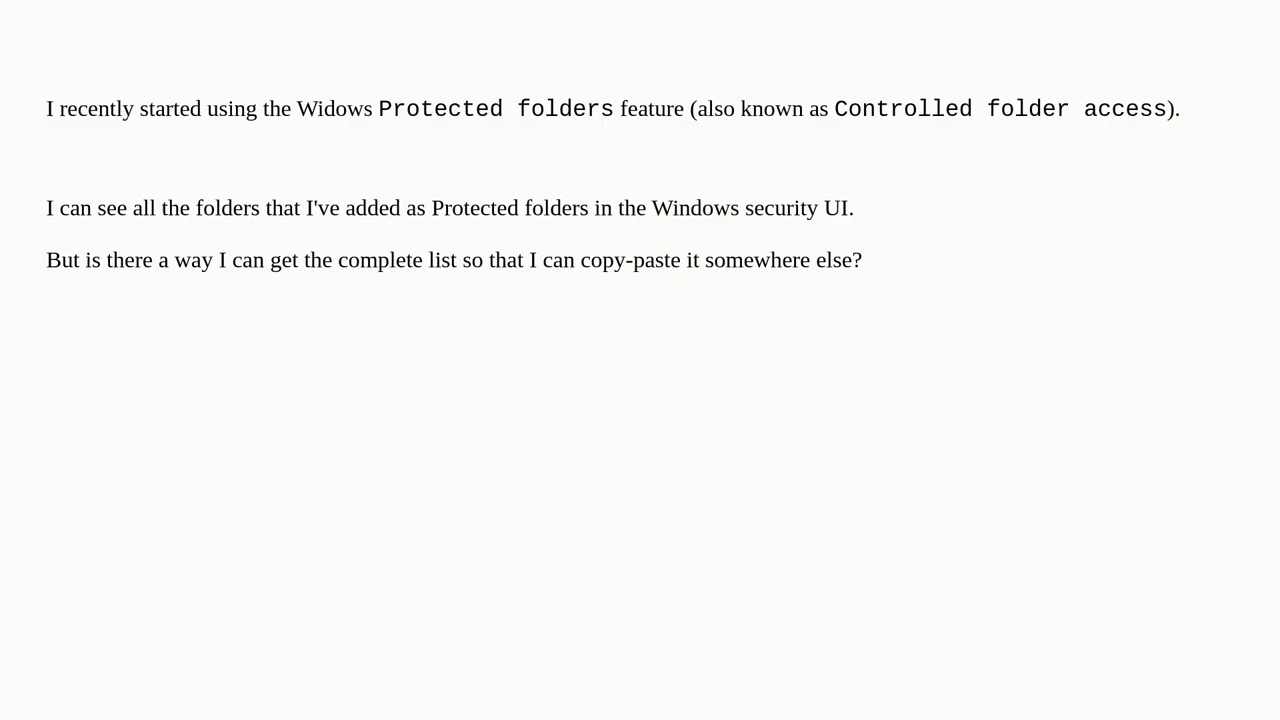 I recently started using the Widows Protected folders feature (also known as Controlled folder access).
I can see all the folders that I've added as Protected folders in the Windows security UI.
But is there a way I can get the complete list so that I can copy-paste it somewhere else?